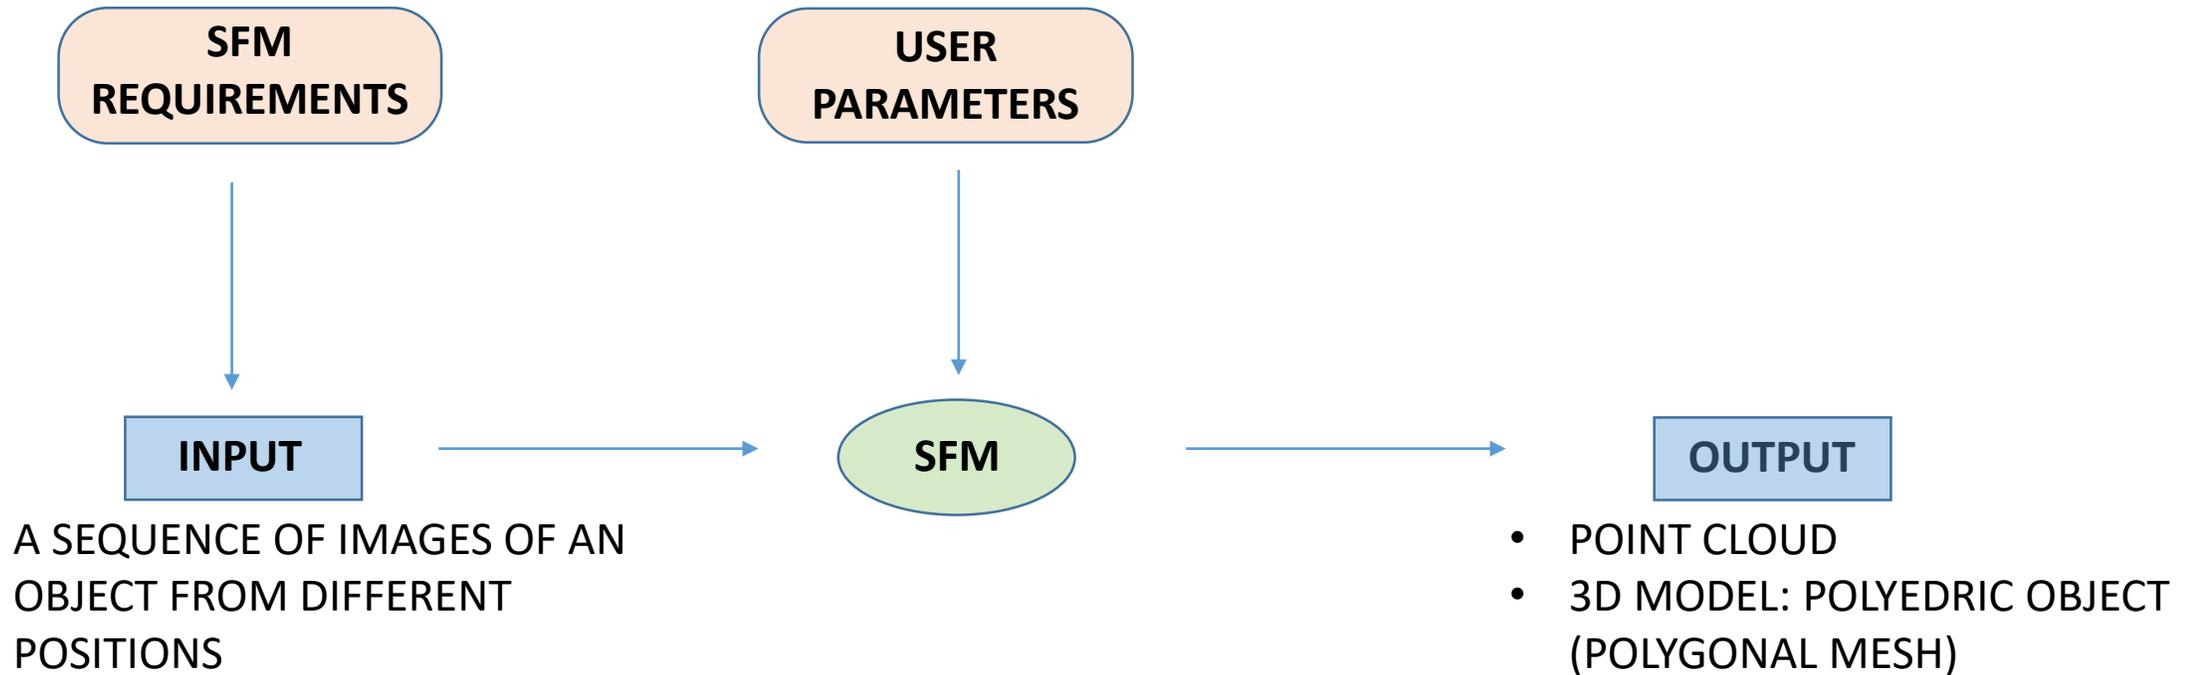 SFM
REQUIREMENTS
USER
PARAMETERS
INPUT
SFM
OUTPUT
A SEQUENCE OF IMAGES OF AN
OBJECT FROM DIFFERENT
POSITIONS
• POINT CLOUD
• 3D MODEL: POLYEDRIC OBJECT
(POLYGONAL MESH)